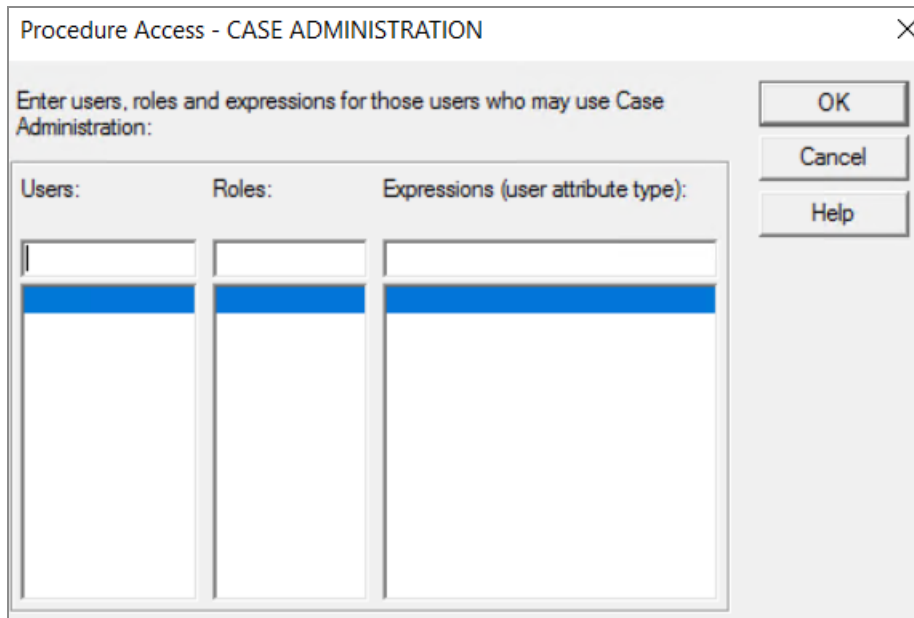 Procedure Access - CASE ADMINISTRATION
Enter users, roles and expressions for those users who may use Case
Administration:
OK
Cancel
Help
Users: Roles: Expressions (user attribute type):